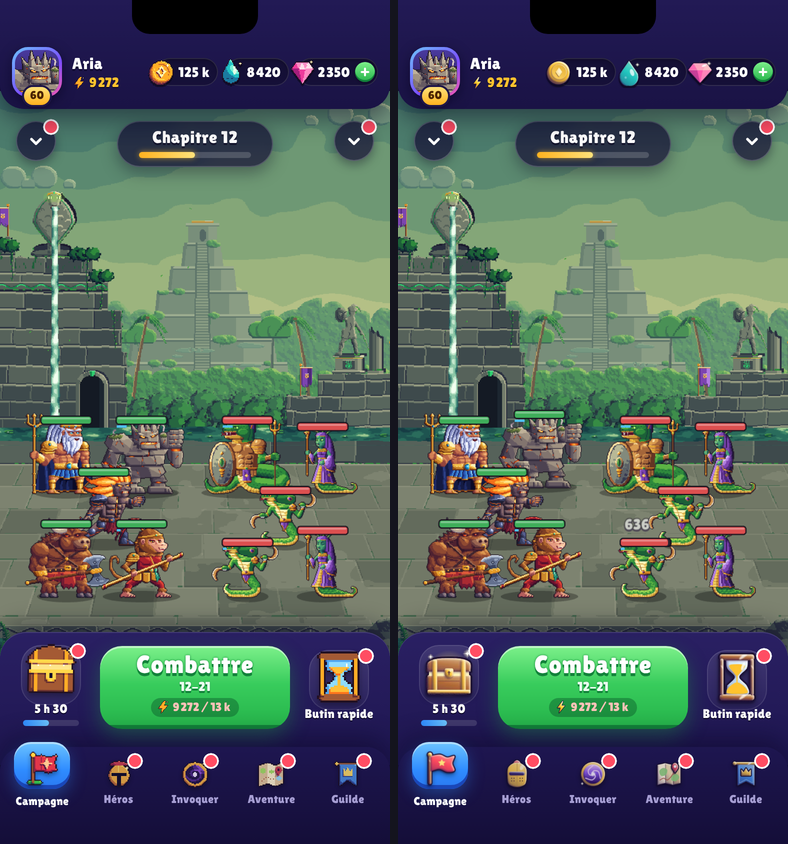 Aria
9272
60
125 k
8420
2350
Chapitre 12
Combattre
12-21
9272 / 13 k
5 h 30
Butin rapide
Campagne
Héros
Invoquer
Aventure
Guilde
Aria
9272
60
125 k
8420
2350
Chapitre 12
636
Combattre
12-21
9272 / 13 k
5 h 30
Butin rapide
Campagne
Héros
Invoquer
Aventure
Guilde